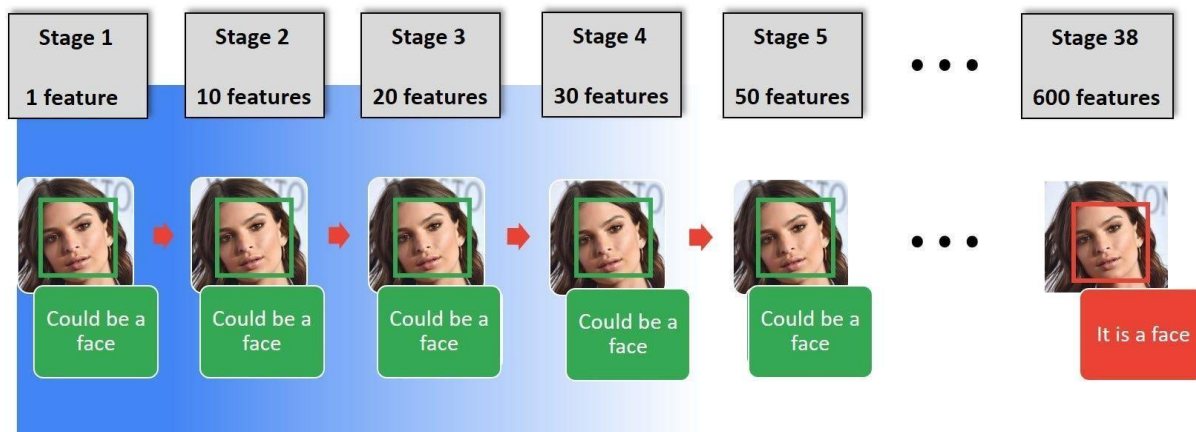 Stage 1
1 feature
Stage 2
10 features
Stage 3
20 features
Stage 4
30 features
Stage 5
50 features
Stage 38
600 features
Could be a
face
Could be a
face
Could be a
face
Could be a
face
Could be a
face
It is a face